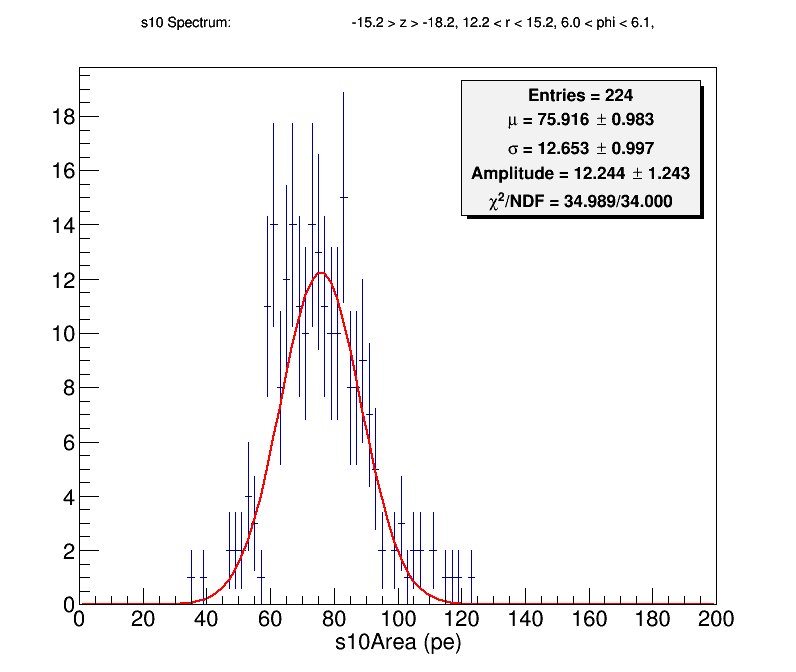 s10 Spectrum: -15.2 > z > -18.2, 12.2 < r < 15.2, 6.0 < phi < 6.1,
Entries = 224
μ = 75.916 ± 0.983
σ = 12.653 ± 0.997
Amplitude = 12.244 ± 1.243
χ²/NDF = 34.989/34.000
18
16
14
12
10
8
6
4
2
0
0 20 40 60 80 100 120 140 160 180 200
s10Area (pe)